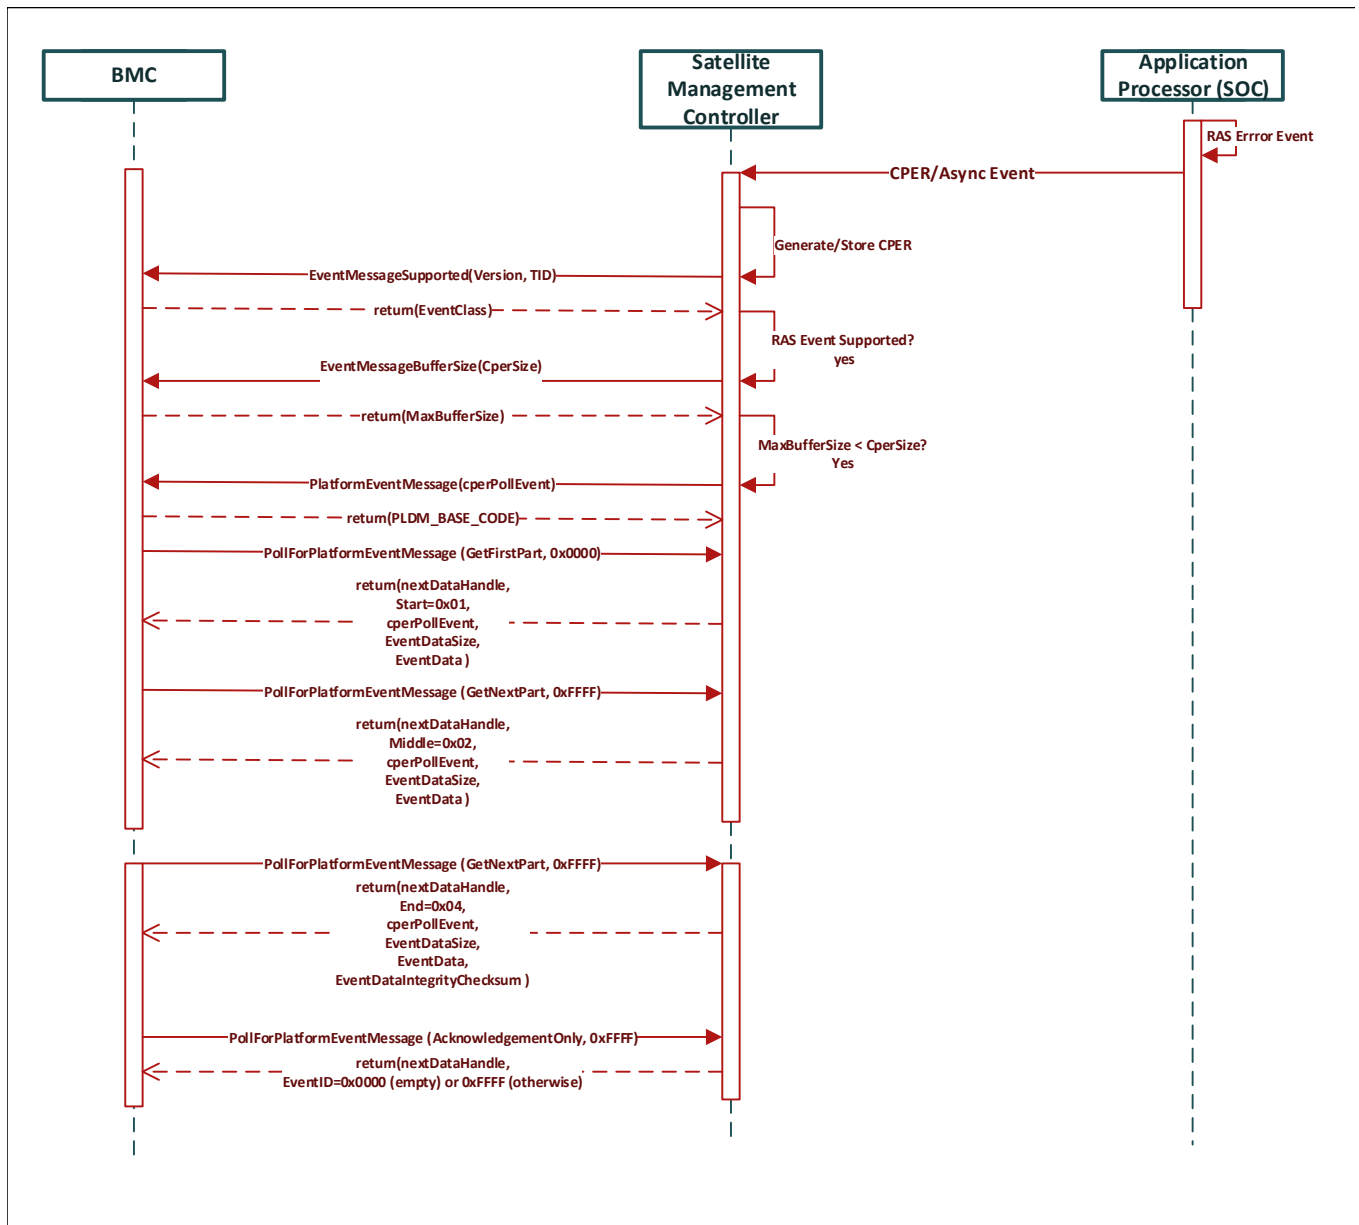 BMC
Satellite
Management
Controller
Application
Processor (SOC)
RAS Errror Event
CPER/Async Event
Generate/Store CPER
EventMessageSupported(Version, TID)
return(EventClass)
RAS Event Supported?
yes
EventMessageBufferSize(CperSize)
return(MaxBufferSize)
MaxBufferSize < CperSize?
Yes
PlatformEventMessage(cperPollEvent)
return(PLDM_BASE_CODE)
PollForPlatformEventMessage (GetFirstPart, 0x0000)
return(nextDataHandle,
Start=0x01,
cperPollEvent,
EventDataSize,
EventData )
PollForPlatformEventMessage (GetNextPart, 0xFFFF)
return(nextDataHandle,
Middle=0x02,
cperPollEvent,
EventDataSize,
EventData )
PollForPlatformEventMessage (GetNextPart, 0xFFFF)
return(nextDataHandle,
End=0x04,
cperPollEvent,
EventDataSize,
EventData,
EventDataIntegrityChecksum )
PollForPlatformEventMessage (AcknowledgementOnly, 0xFFFF)
return(nextDataHandle,
EventID=0x0000 (empty) or 0xFFFF (otherwise)